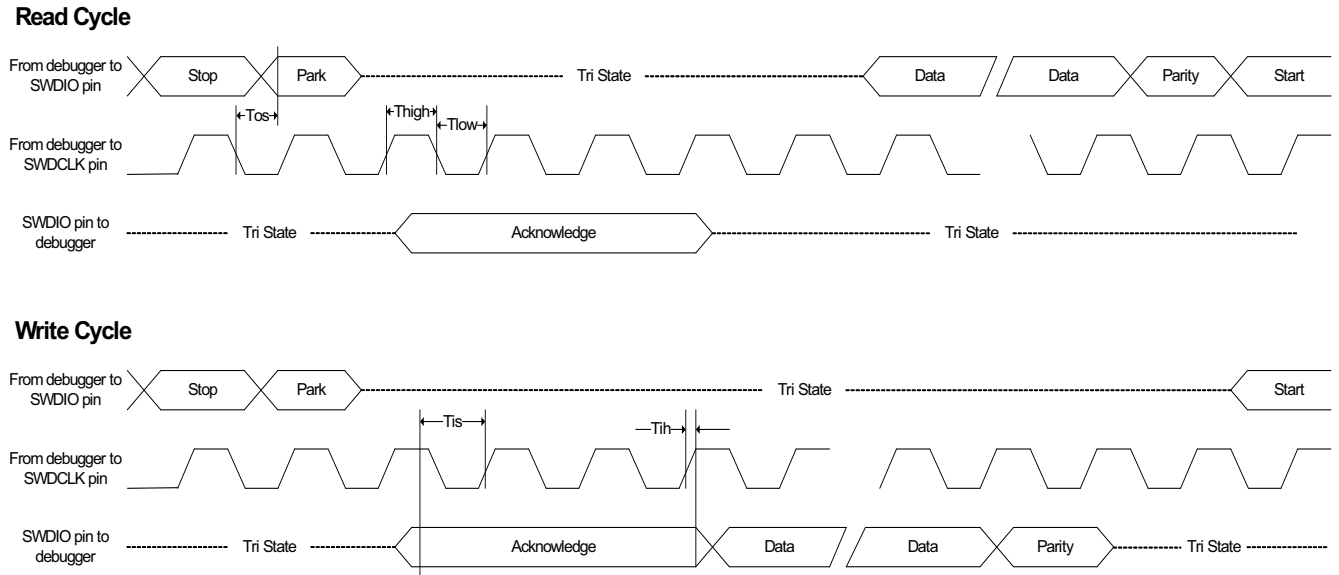 Read Cycle
From debugger to
SWDIO pin
Stop
Park
Tri State
Data
Data
Parity
Start
Tos
Thigh
Tlow
From debugger to
SWDCLK pin
SWDIO pin to
debugger
Tri State
Acknowledge
Tri State
Write Cycle
From debugger to
SWDIO pin
Stop
Park
Tri State
Start
Tis
Tih
From debugger to
SWDCLK pin
SWDIO pin to
debugger
Tri State
Acknowledge
Data
Data
Parity
Tri State